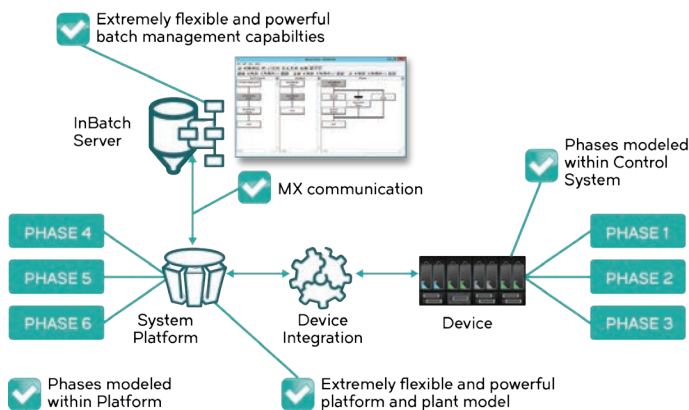 Extremely flexible and powerful
batch management capabilties
InBatch
Server
MX communication
Phases modeled
within Control
System
PHASE 4
PHASE 5
PHASE 6
System
Platform
Device
Integration
Device
PHASE 1
PHASE 2
PHASE 3
Phases modeled
within Platform
Extremely flexible and powerful
platform and plant model